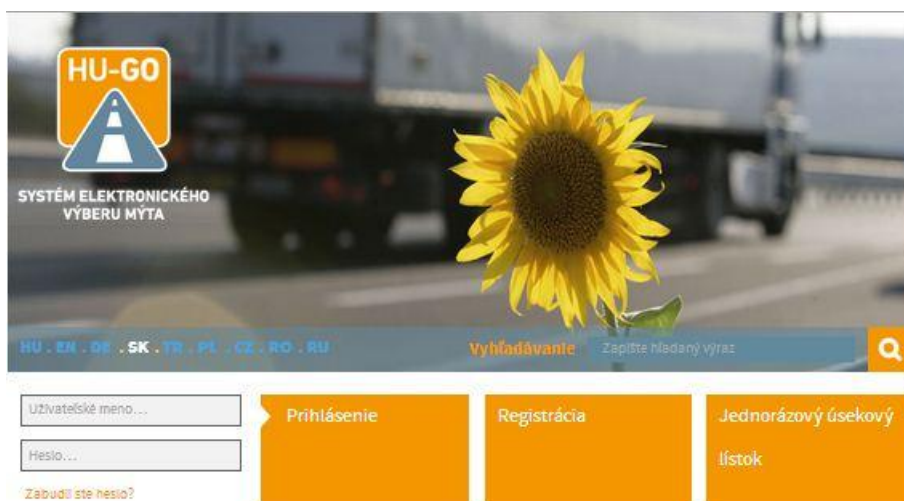 HU-GO
SYSTÉM ELEKTRONICKÉHO
VÝBERU MÝTA
HU . EN . DE . SK . TR . PL . CZ . RO . RU
Vyhľadávanie
Zapíšte hľadaný výraz
Užívateľské meno...
Prihlásenie
Registrácia
Jednorázový úsekový
lístok
Heslo...
Zabudli ste heslo?